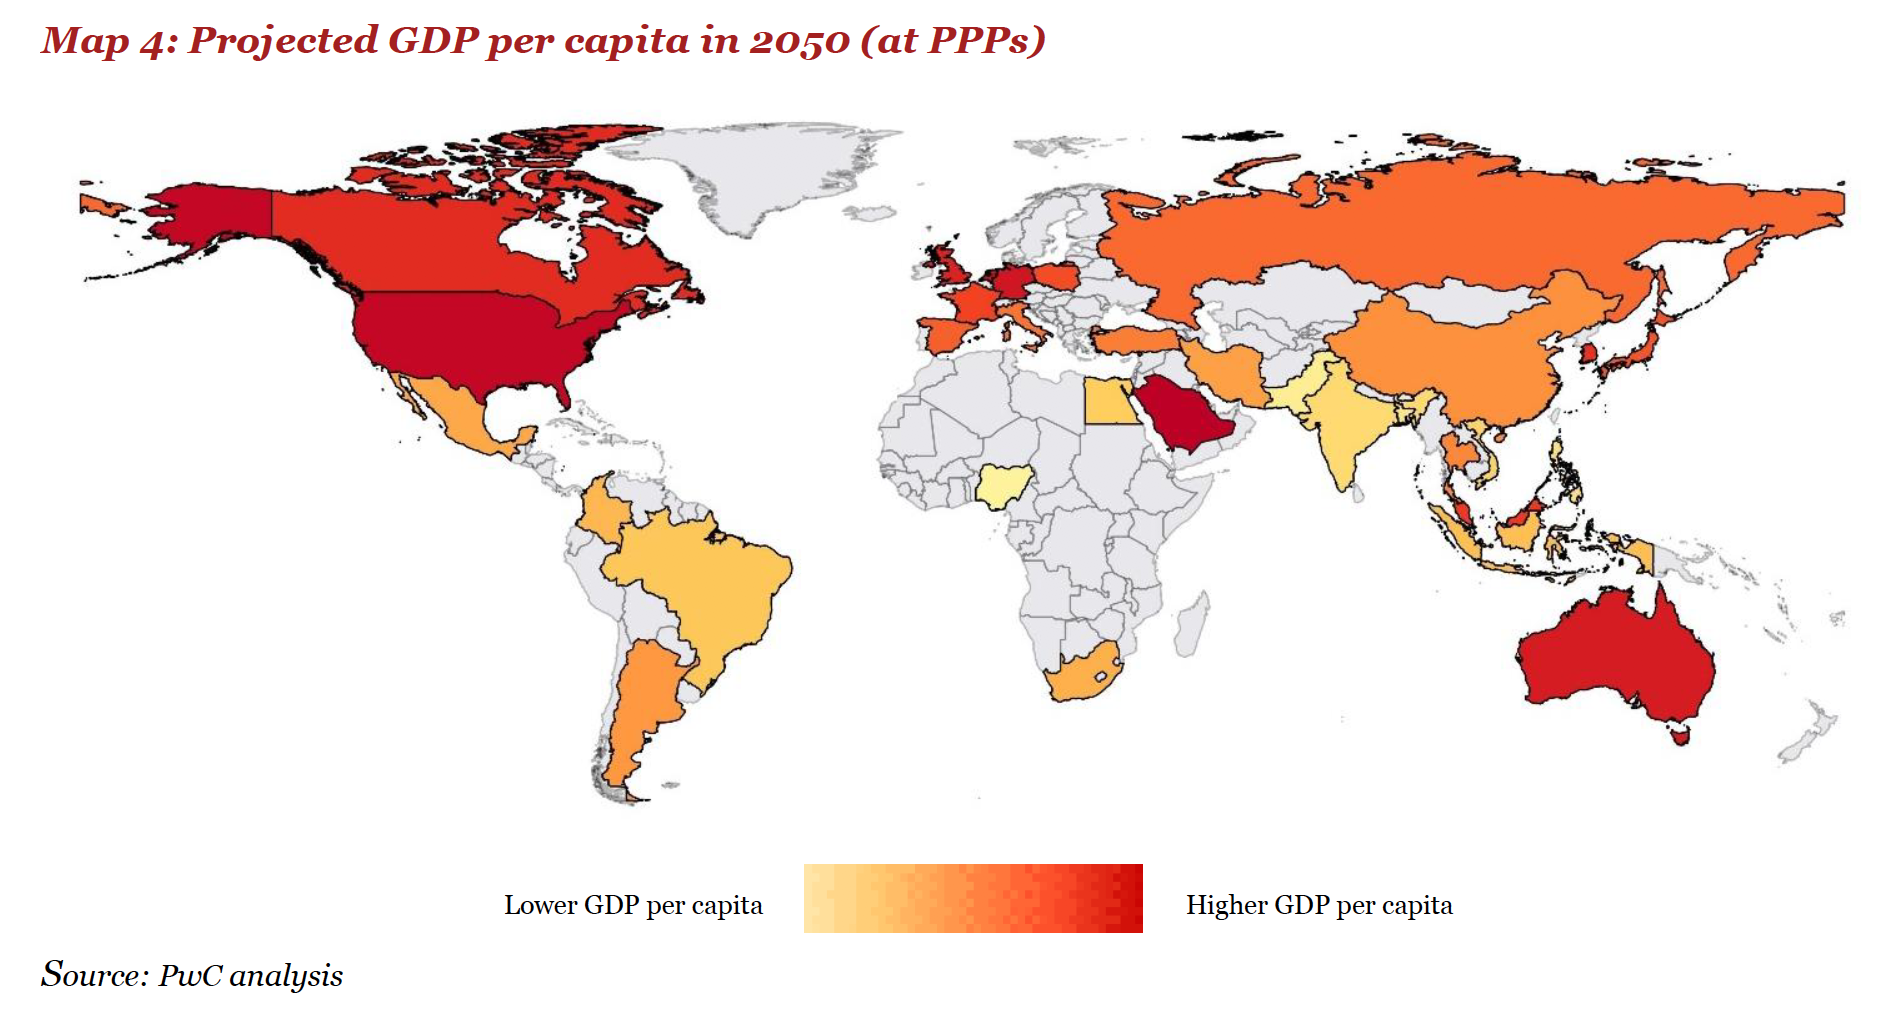 Map 4: Projected GDP per capita in 2050 (at PPPs)
Lower GDP per capita
Higher GDP per capita
Source: PwC analysis